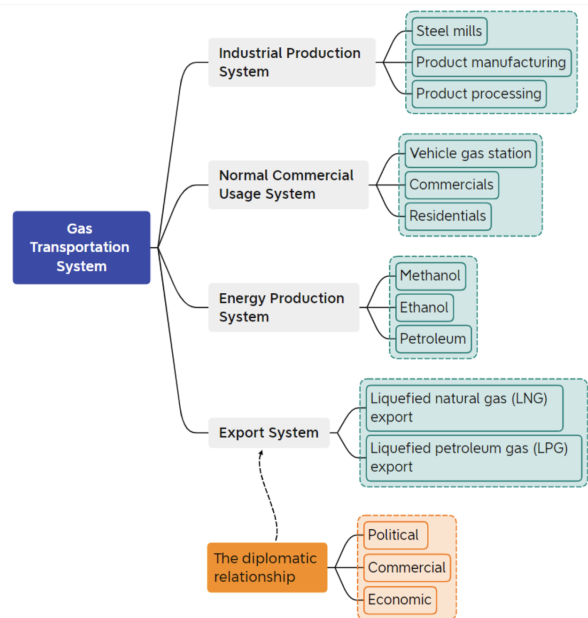 Gas
Transportation
System
Industrial Production
System
Steel mills
Product manufacturing
Product processing
Normal Commercial
Usage System
Vehicle gas station
Commercials
Residentials
Energy Production
System
Methanol
Ethanol
Petroleum
Export System
Liquefied natural gas (LNG)
export
Liquefied petroleum gas (LPG)
export
The diplomatic
relationship
Political
Commercial
Economic